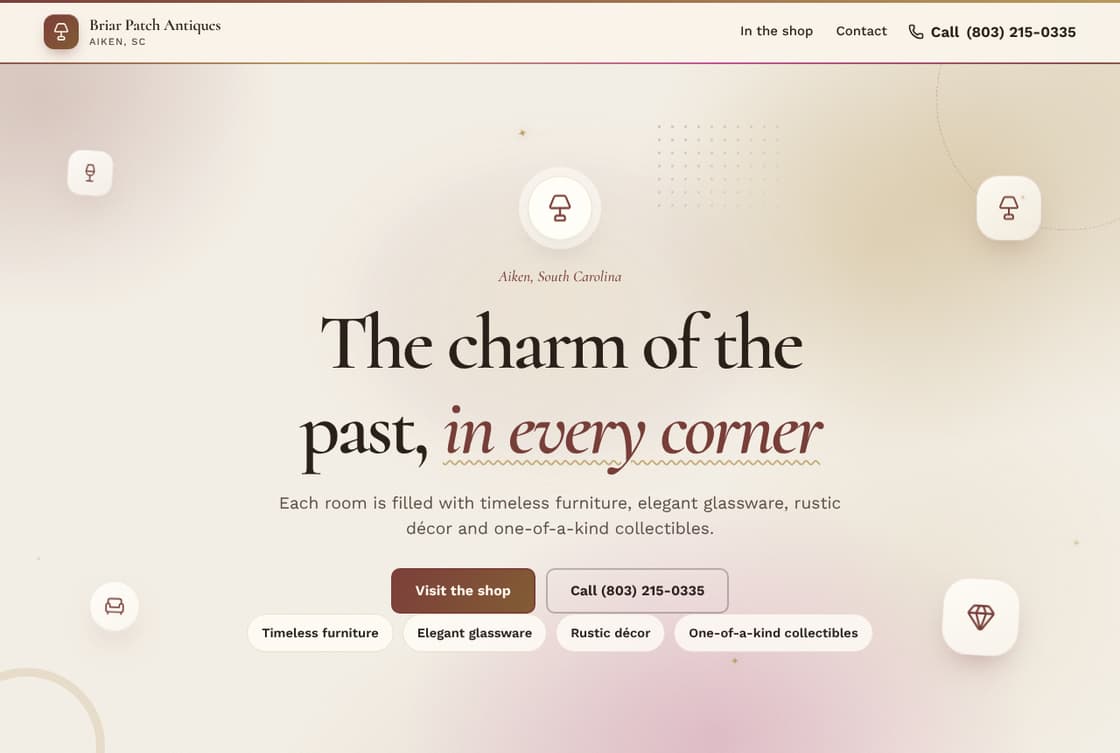 Briar Patch Antiques
AIKEN, SC
In the shop
Contact
Call (803) 215-0335
Aiken, South Carolina
The charm of the
past, in every corner
Each room is filled with timeless furniture, elegant glassware, rustic
décor and one-of-a-kind collectibles.
Visit the shop
Call (803) 215-0335
Timeless furniture
Elegant glassware
Rustic décor
One-of-a-kind collectibles